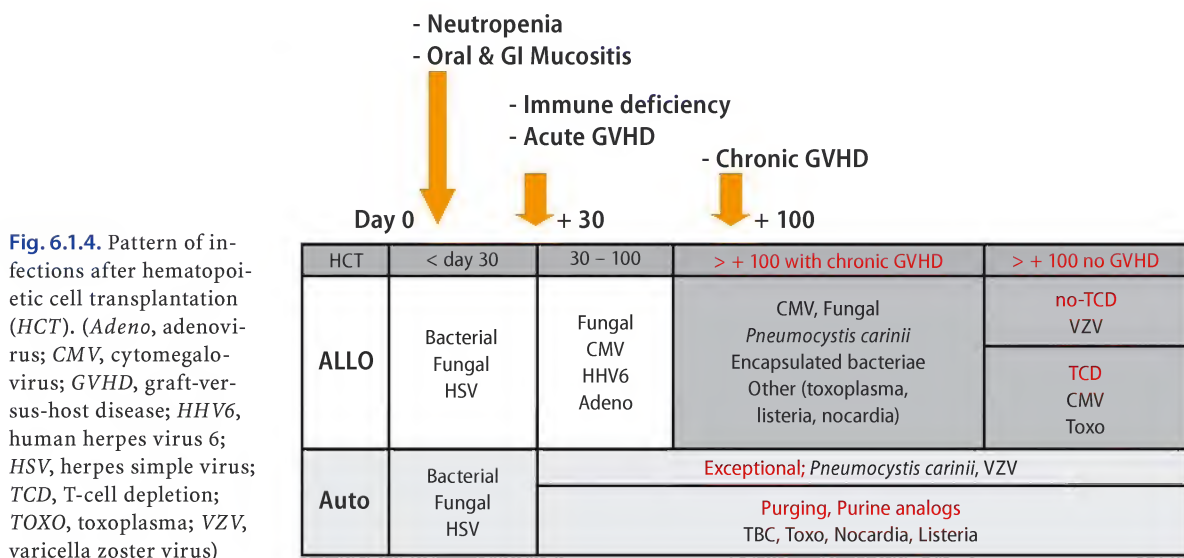 - Neutropenia
- Oral & GI Mucositis
- Immune deficiency
- Acute GVHD
- Chronic GVHD
Day 0
+ 30
+ 100
Fig. 6.1.4. Pattern of in-
fections after hematopoi-
etic cell transplantation
(HCT). (Adeno, adenovi-
rus; CMV, cytomegalo-
virus; GVHD, graft-ver-
sus-host disease; HHV6,
human herpes virus 6;
HSV, herpes simple virus;
TCD, T-cell depletion;
TOXO, toxoplasma; VZV,
varicella zoster virus)
HCT
< day 30
30 – 100
> + 100 with chronic GVHD
> + 100 no GVHD
ALLO
Bacterial
Fungal
HSV
Fungal
CMV
HHV6
Adeno
CMV, Fungal
Pneumocystis carinii
Encapsulated bacteriae
Other (toxoplasma,
listeria, nocardia)
no-TCD
VZV
TCD
CMV
Toxo
Auto
Bacterial
Fungal
HSV
Exceptional; Pneumocystis carinii, VZV
Purging, Purine analogs
TBC, Toxo, Nocardia, Listeria